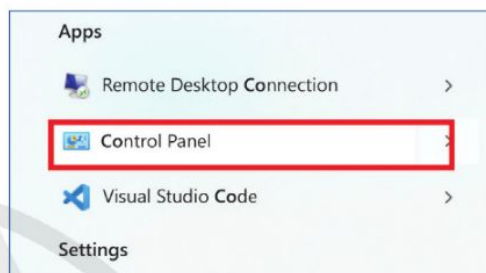 Apps
Remote Desktop Connection
Control Panel
Visual Studio Code
Settings